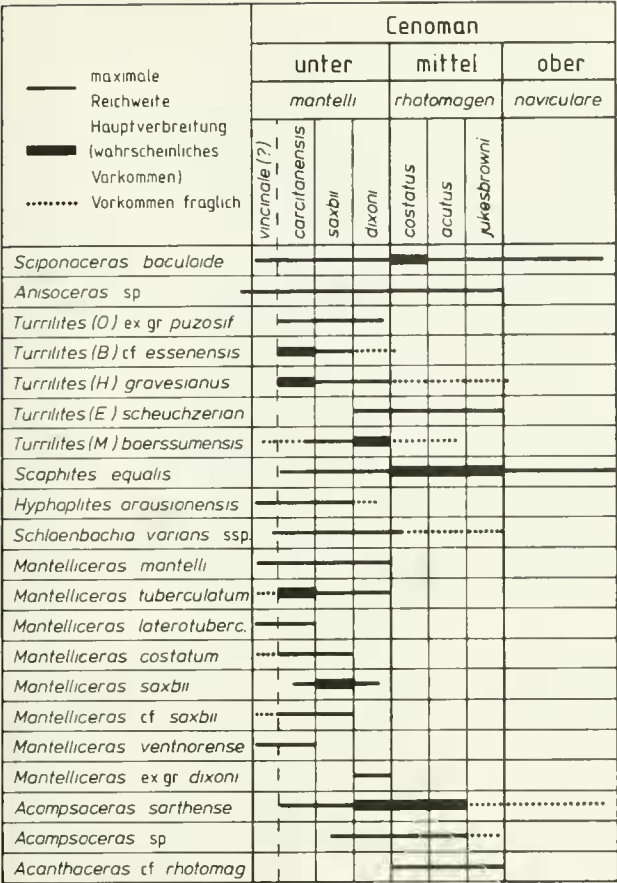 Cenoman
unter mittel ober
mantelli rhotomagen naviculare
maximale
Reichweite
Hauptverbreitung
(wahrscheinliches
Vorkommen)
Vorkommen fraglich
vincinale (?)
carcitanensis
saxbii
dixoni
costatus
acutus
jukesbrowni
Sciponoceras baculoide
Anisoceras sp
Turrilites (O) ex gr puzosif
Turrilites (B) cf essenensis
Turrilites (H) gravesianus
Turrilites (E) scheuchzerian
Turrilites (M) boerssumensis
Scaphites equalis
Hyphoplites arausionensis
Schloenbachia varians ssp.
Mantelliceras mantelli
Mantelliceras tuberculatum
Mantelliceras laterotuberc.
Mantelliceras costatum
Mantelliceras saxbii
Mantelliceras cf saxbii
Mantelliceras ventnorense
Mantelliceras ex gr dixoni
Acompsoceras sarthense
Acompsoceras sp
Acanthoceras cf rhotomag